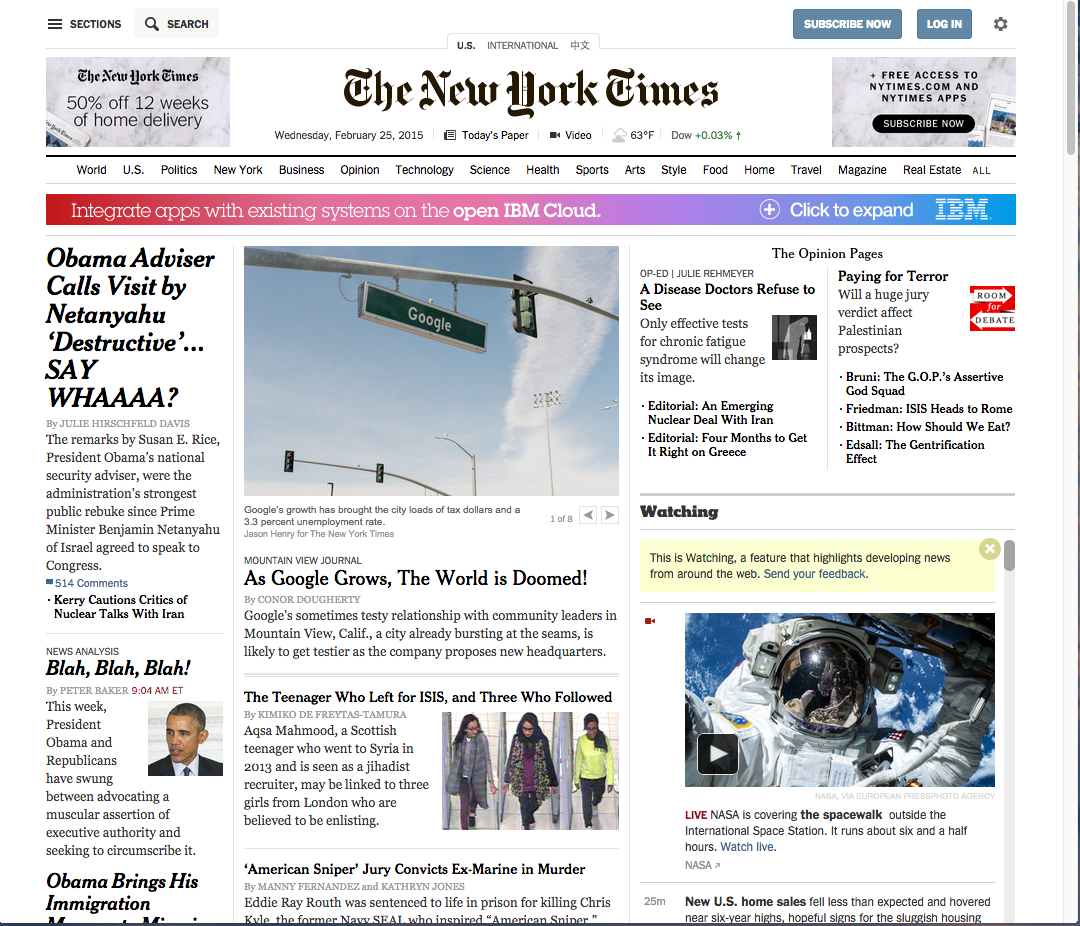 SECTIONS
SEARCH
SUBSCRIBE NOW
LOG IN
U.S.
INTERNATIONAL
中文
The New York Times
50% off 12 weeks
of home delivery
The New York Times
+ FREE ACCESS TO
NYTIMES.COM AND
NYTIMES APPS
SUBSCRIBE NOW
Wednesday, February 25, 2015
Today's Paper
Video
63°F
Dow +0.03% ↑
World U.S. Politics New York Business Opinion Technology Science Health Sports Arts Style Food Home Travel Magazine Real Estate ALL
Integrate apps with existing systems on the open IBM Cloud.
Click to expand
IBM
Obama Adviser
Calls Visit by
Netanyahu
‘Destructive’...
SAY
WHAAAA?
By JULIE HIRSCHFELD DAVIS
The remarks by Susan E. Rice,
President Obama’s national
security adviser, were the
administration’s strongest
public rebuke since Prime
Minister Benjamin Netanyahu
of Israel agreed to speak to
Congress.
514 Comments
· Kerry Cautions Critics of
Nuclear Talks With Iran
NEWS ANALYSIS
Blah, Blah, Blah!
By PETER BAKER 9:04 AM ET
This week,
President
Obama and
Republicans
have swung
between advocating a
muscular assertion of
executive authority and
seeking to circumscribe it.
Obama Brings His
Immigration
Google
Google’s growth has brought the city loads of tax dollars and a
3.3 percent unemployment rate.
Jason Henry for The New York Times
1 of 8
MOUNTAIN VIEW JOURNAL
As Google Grows, The World is Doomed!
By CONOR DOUGHERTY
Google’s sometimes testy relationship with community leaders in
Mountain View, Calif., a city already bursting at the seams, is
likely to get testier as the company proposes new headquarters.
The Teenager Who Left for ISIS, and Three Who Followed
By KIMIKO DE FREYTAS-TAMURA
Aqsa Mahmood, a Scottish
teenager who went to Syria in
2013 and is seen as a jihadist
recruiter, may be linked to three
girls from London who are
believed to be enlisting.
‘American Sniper’ Jury Convicts Ex-Marine in Murder
By MANNY FERNANDEZ and KATHRYN JONES
Eddie Ray Routh was sentenced to life in prison for killing Chris
Kyle, the former Navy SEAL who inspired “American Sniper.”
The Opinion Pages
OP-ED | JULIE REHMEYER
A Disease Doctors Refuse to
See
Only effective tests
for chronic fatigue
syndrome will change
its image.
· Editorial: An Emerging
Nuclear Deal With Iran
· Editorial: Four Months to Get
It Right on Greece
Paying for Terror
Will a huge jury
verdict affect
Palestinian
prospects?
ROOM
for
DEBATE
· Bruni: The G.O.P.’s Assertive
God Squad
· Friedman: ISIS Heads to Rome
· Bittman: How Should We Eat?
· Edsall: The Gentrification
Effect
Watching
This is Watching, a feature that highlights developing news
from around the web. Send your feedback.
NASA, VIA EUROPEAN PRESSPHOTO AGENCY
LIVE NASA is covering the spacewalk outside the
International Space Station. It runs about six and a half
hours. Watch live.
NASA ↗
25m
New U.S. home sales fell less than expected and hovered
near six-year highs, hopeful signs for the sluggish housing